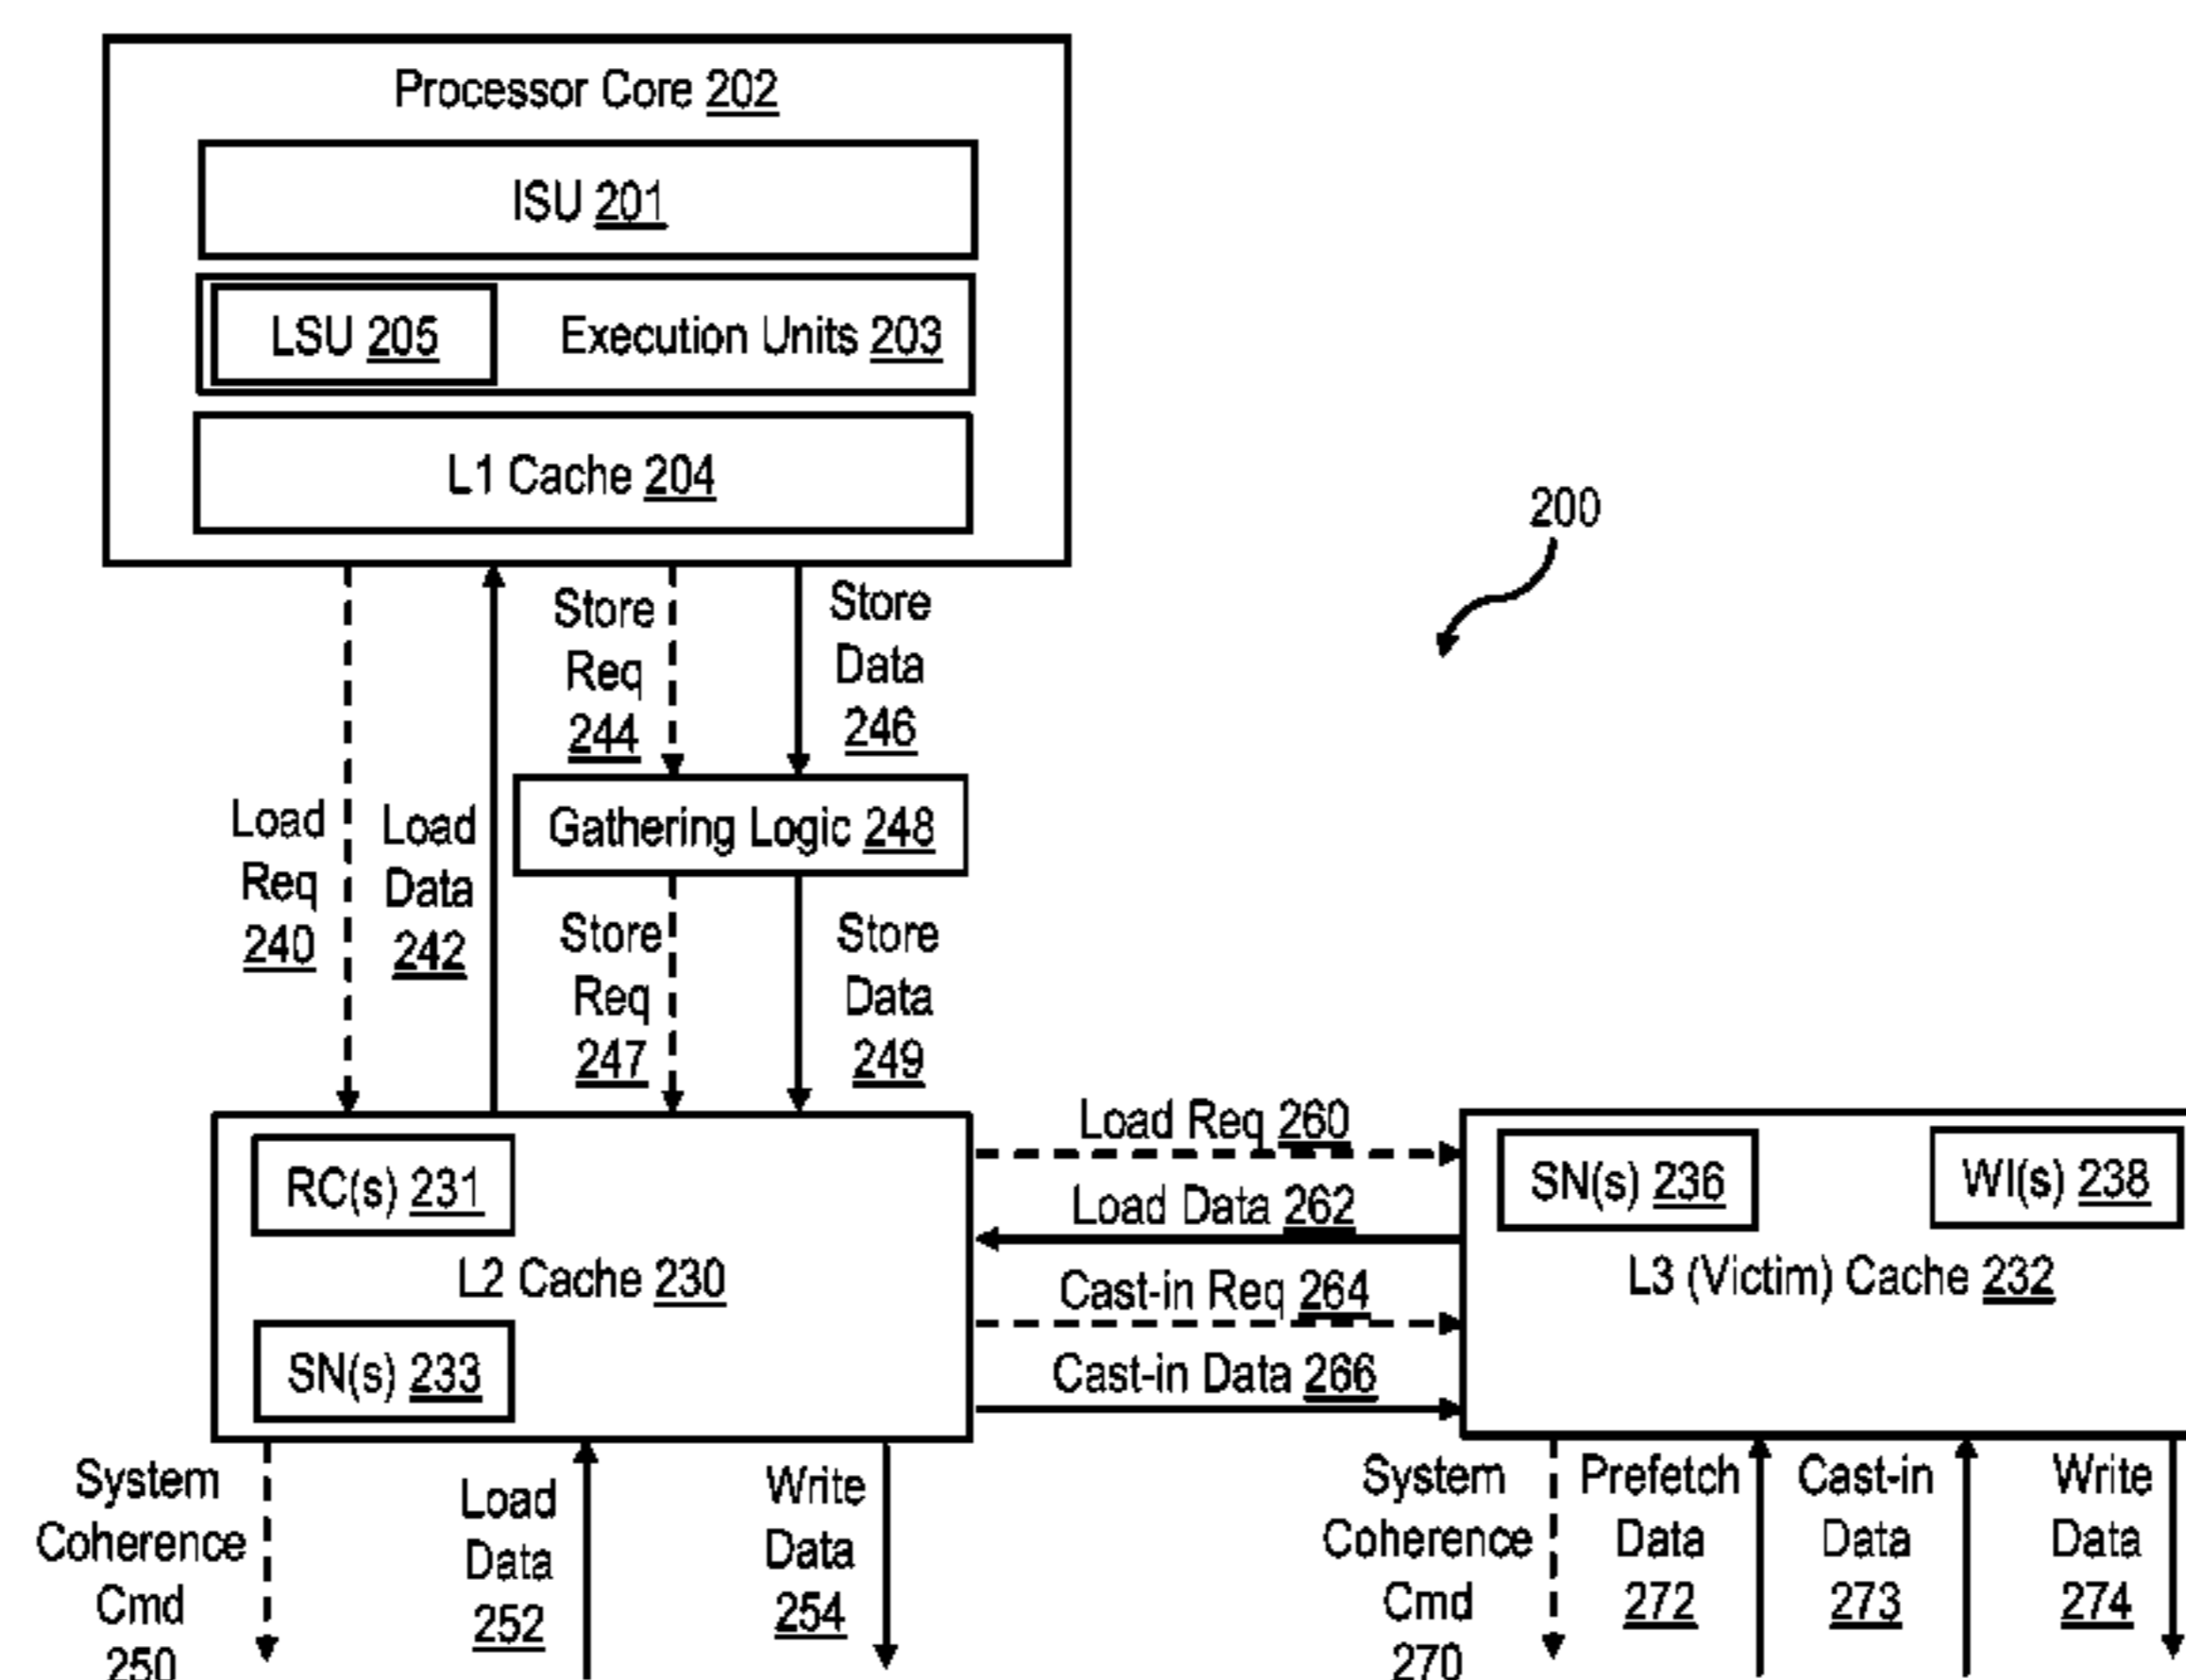 Processor Core 202
ISU 201
LSU 205
Execution Units 203
L1 Cache 204
200
Store
Req
244
Store
Data
246
Load
Req
240
Load
Data
242
Gathering Logic 248
Store
Req
247
Store
Data
249
RC(s) 231
L2 Cache 230
SN(s) 233
Load Req 260
Load Data 262
Cast-in Req 264
Cast-in Data 266
SN(s) 236
WI(s) 238
L3 (Victim) Cache 232
System
Coherence
Cmd
250
Load
Data
252
Write
Data
254
System
Coherence
Cmd
270
Prefetch
Data
272
Cast-in
Data
273
Write
Data
274